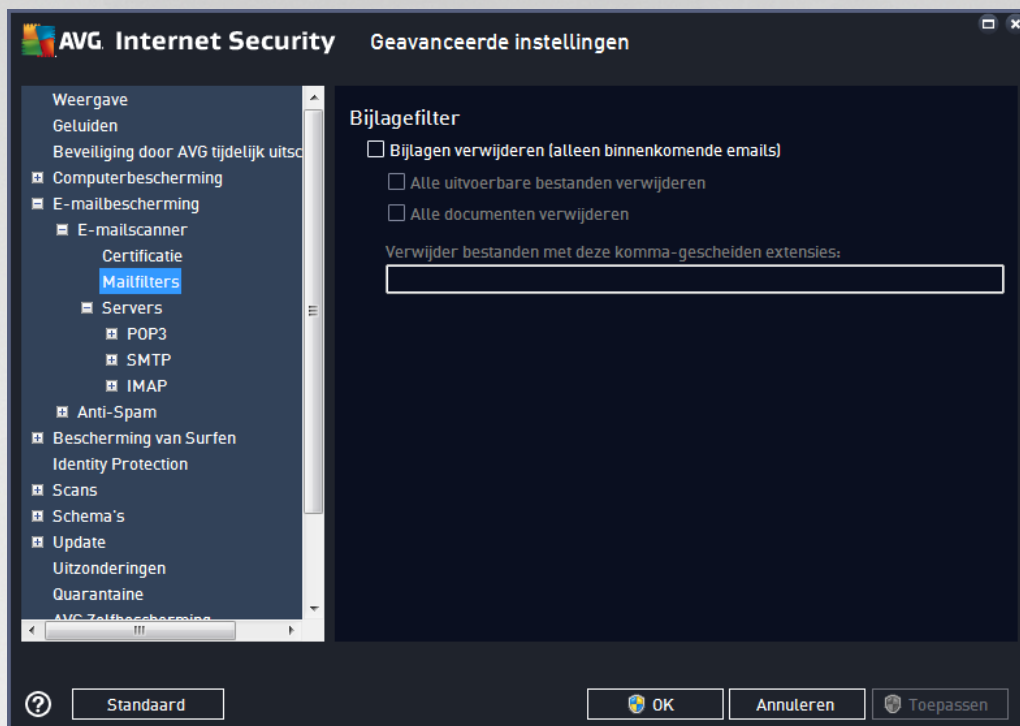 AVG. Internet Security Geavanceerde instellingen
Weergave
Geluiden
Beveiliging door AVG tijdelijk uitsc
Computerbescherming
E-mailbescherming
E-mailscanner
Certificatie
Mailfilters
Servers
POP3
SMTP
IMAP
Anti-Spam
Bescherming van Surfen
Identity Protection
Scans
Schema's
Update
Uitzonderingen
Quarantaine
AVG Zelfbescherming
Bijlagefilter
Bijlagen verwijderen (alleen binnenkomende emails)
Alle uitvoerbare bestanden verwijderen
Alle documenten verwijderen
Verwijder bestanden met deze komma-gescheiden extensies:
? Standaard OK Annuleren Toepassen